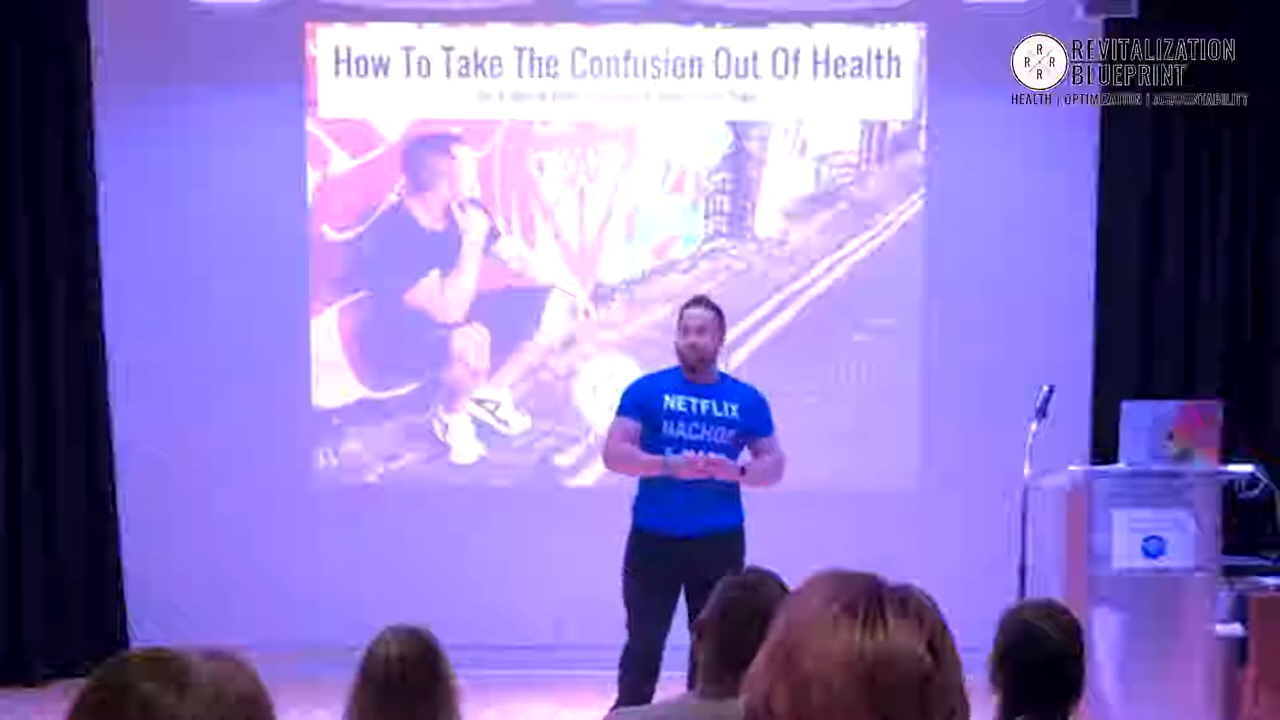 How To Take The Confusion Out Of Health
R
R R
R
REVITALIZATION
BLUEPRINT
HEALTH | OPTIMIZATION | ACCOUNTABILITY
NETFLIX
NACHOS